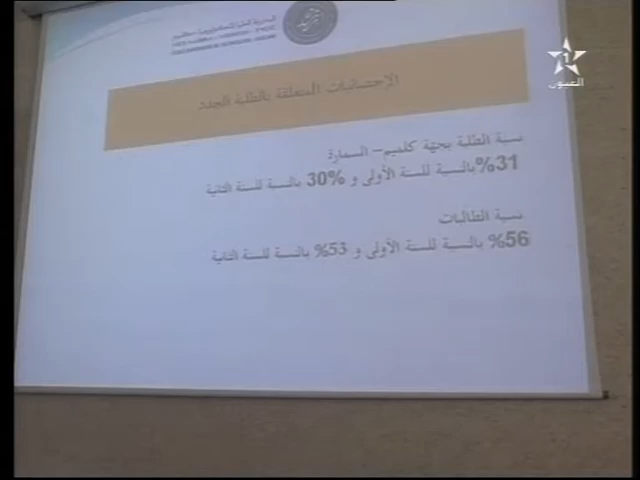 العيون
الإحصائيات المتعلقة بالطلبة الجدد
نسبة الطلبة بجهة كلميم – السمارة
31% بالنسبة للسنة الأولى و 30% بالنسبة للسنة الثانية
نسبة الطالبات
56% بالنسبة للسنة الأولى و 53% بالنسبة للسنة الثانية